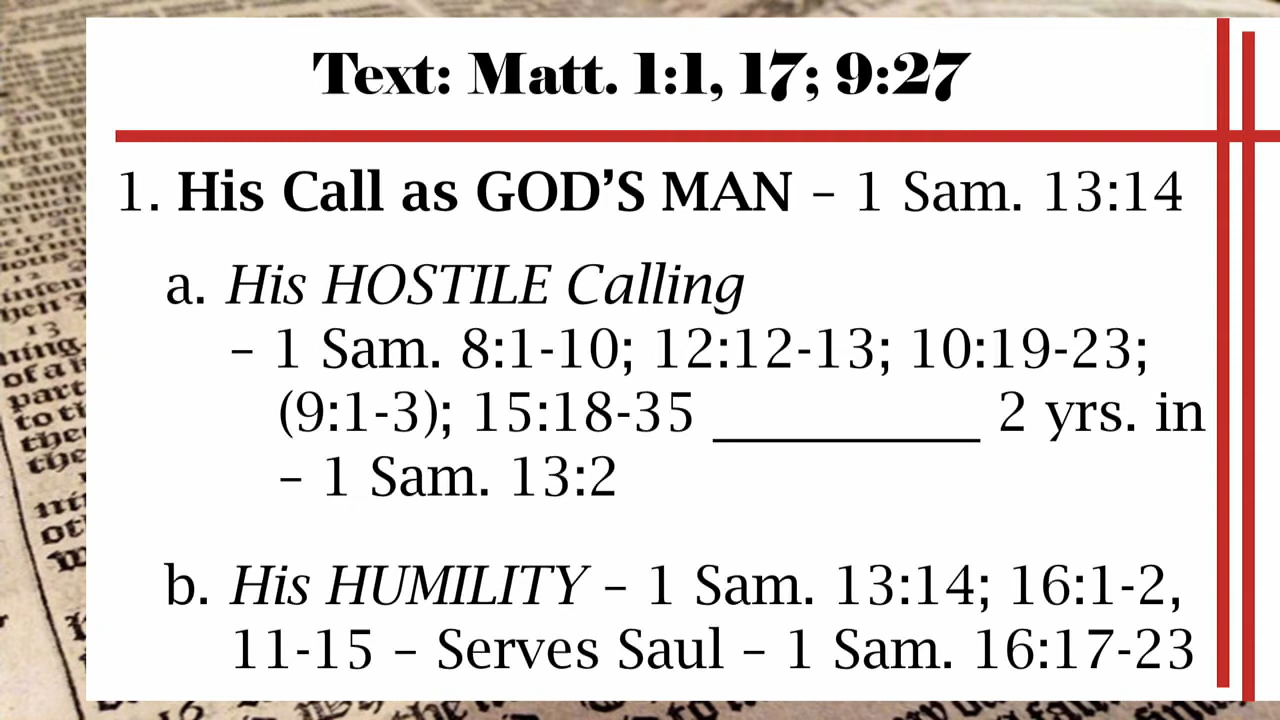 Text: Matt. 1:1, 17; 9:27
1. His Call as GOD’S MAN – 1 Sam. 13:14
a. His HOSTILE Calling
– 1 Sam. 8:1-10; 12:12-13; 10:19-23;
(9:1-3); 15:18-35 __________ 2 yrs. in
– 1 Sam. 13:2
b. His HUMILITY – 1 Sam. 13:14; 16:1-2,
11-15 – Serves Saul – 1 Sam. 16:17-23